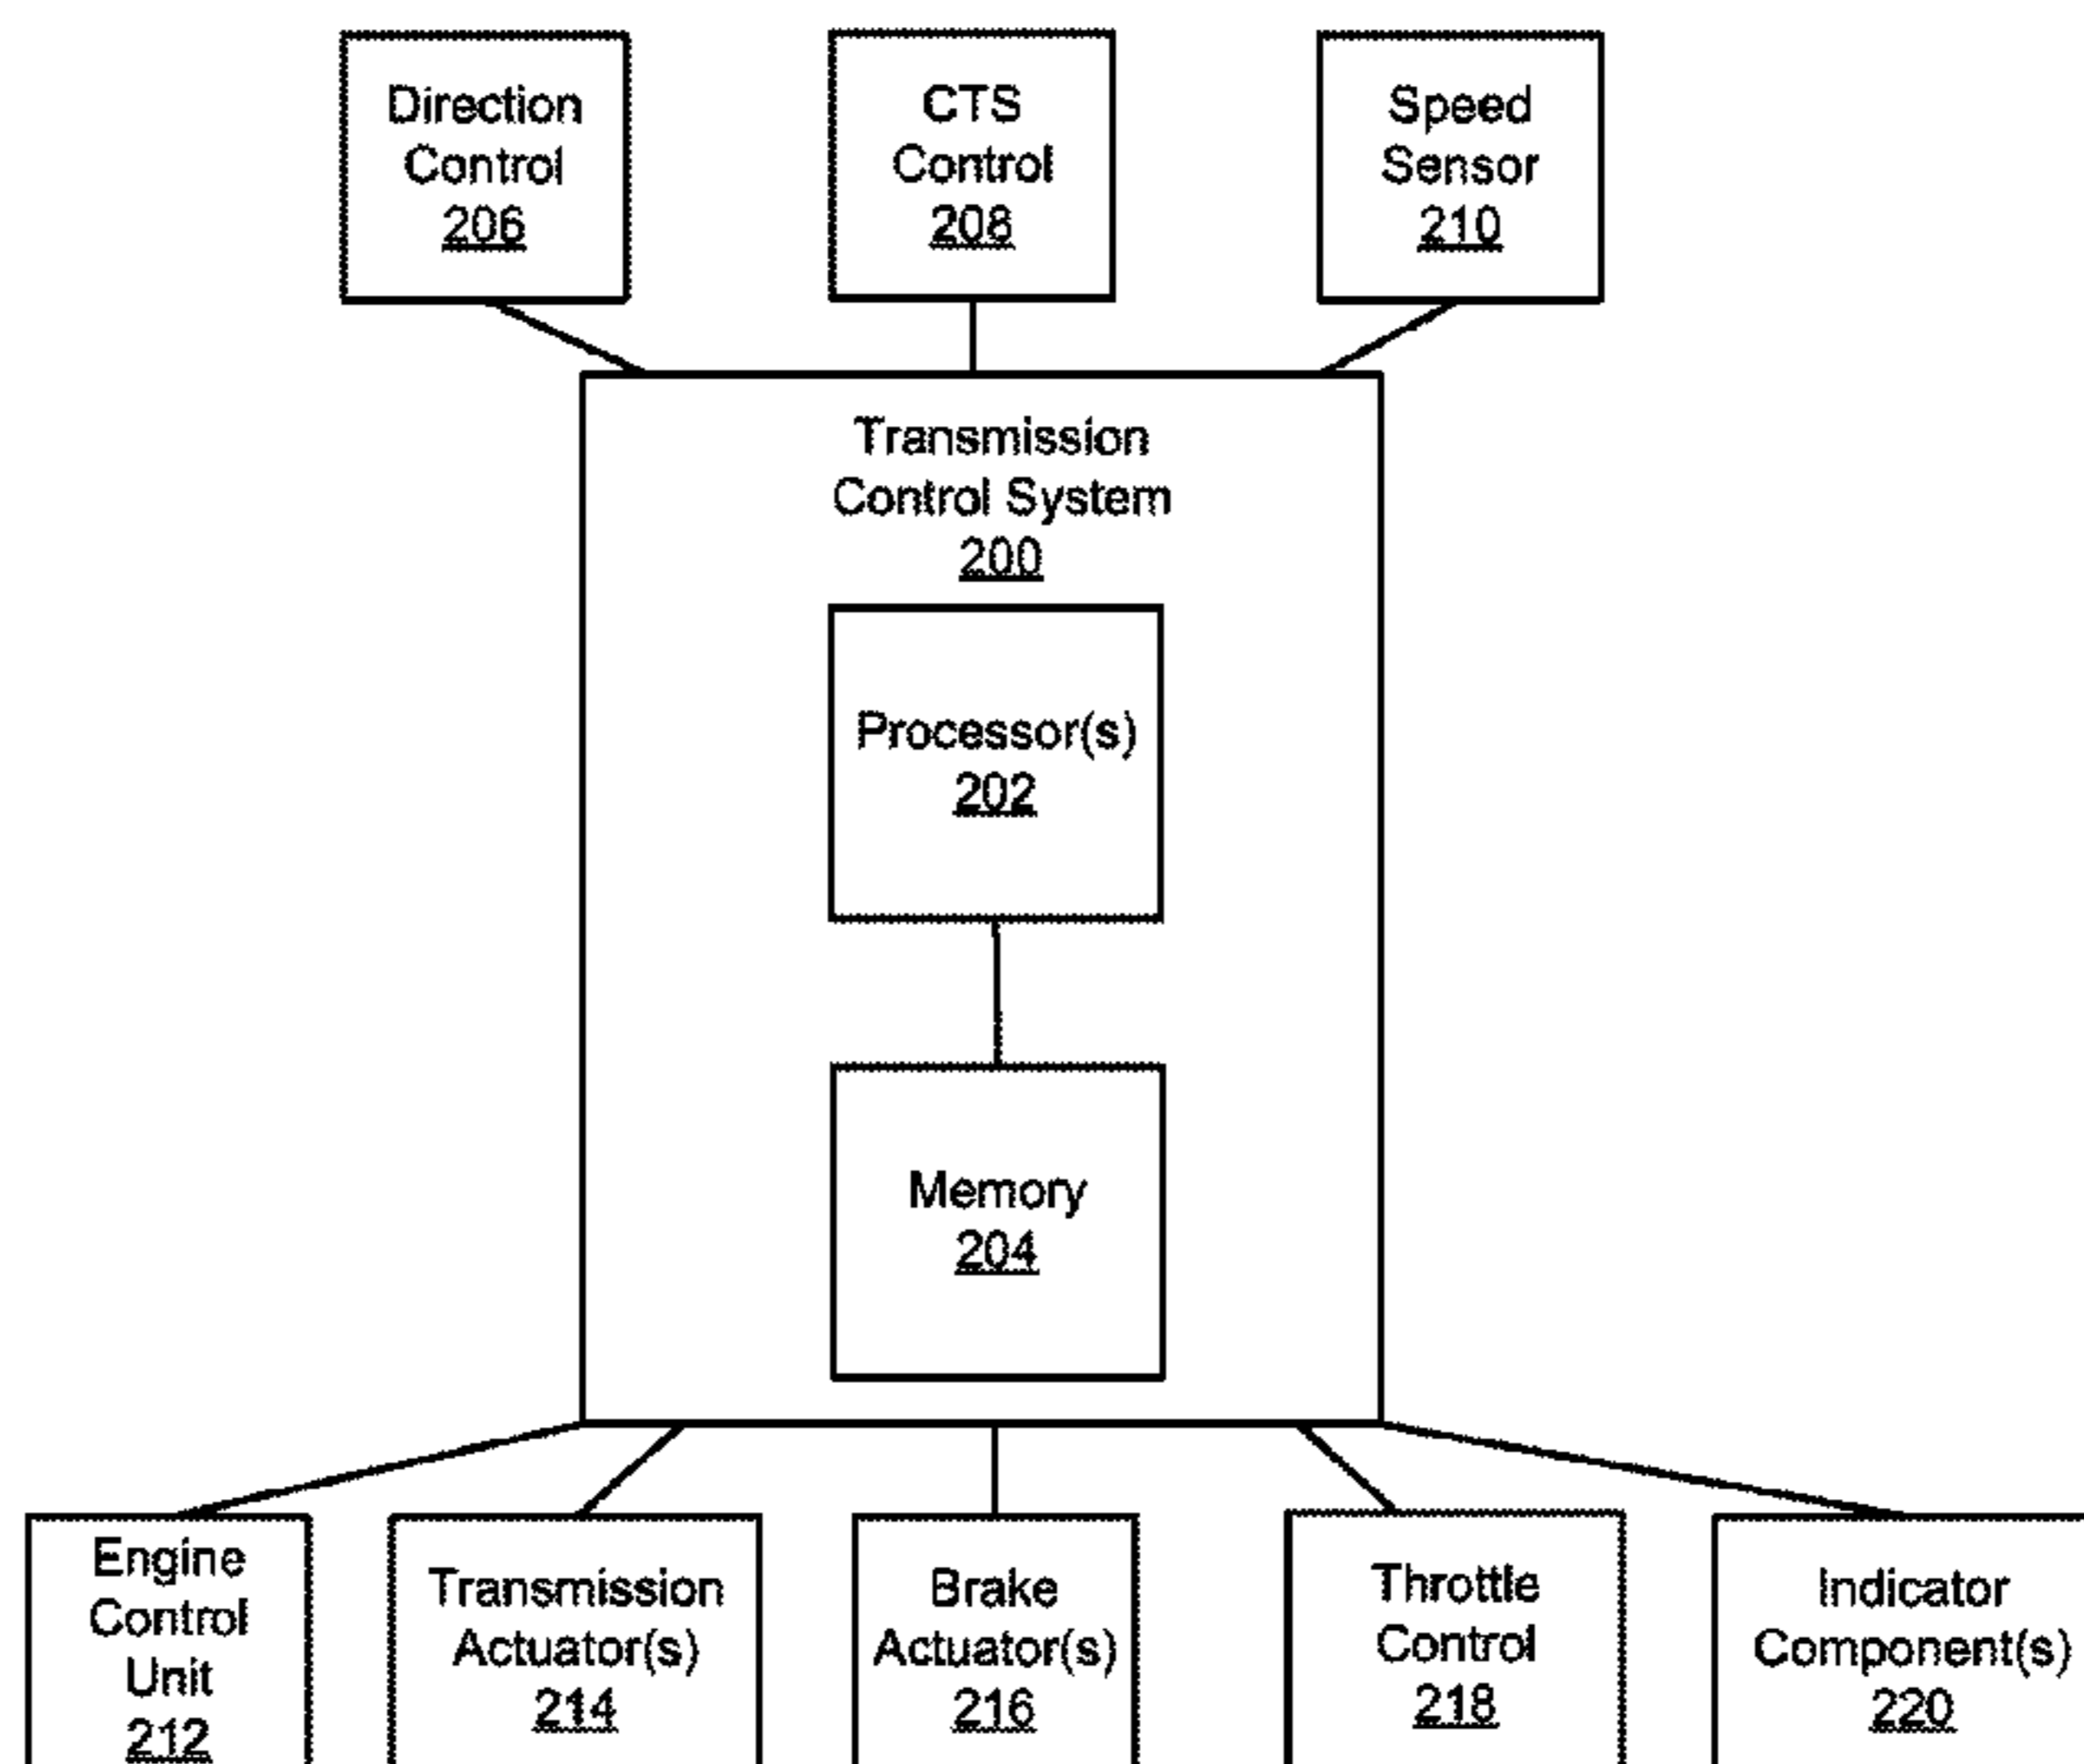 Direction
Control
206
CTS
Control
208
Speed
Sensor
210
Transmission
Control System
200
Processor(s)
202
Memory
204
Engine
Control
Unit
212
Transmission
Actuator(s)
214
Brake
Actuator(s)
216
Throttle
Control
218
Indicator
Component(s)
220